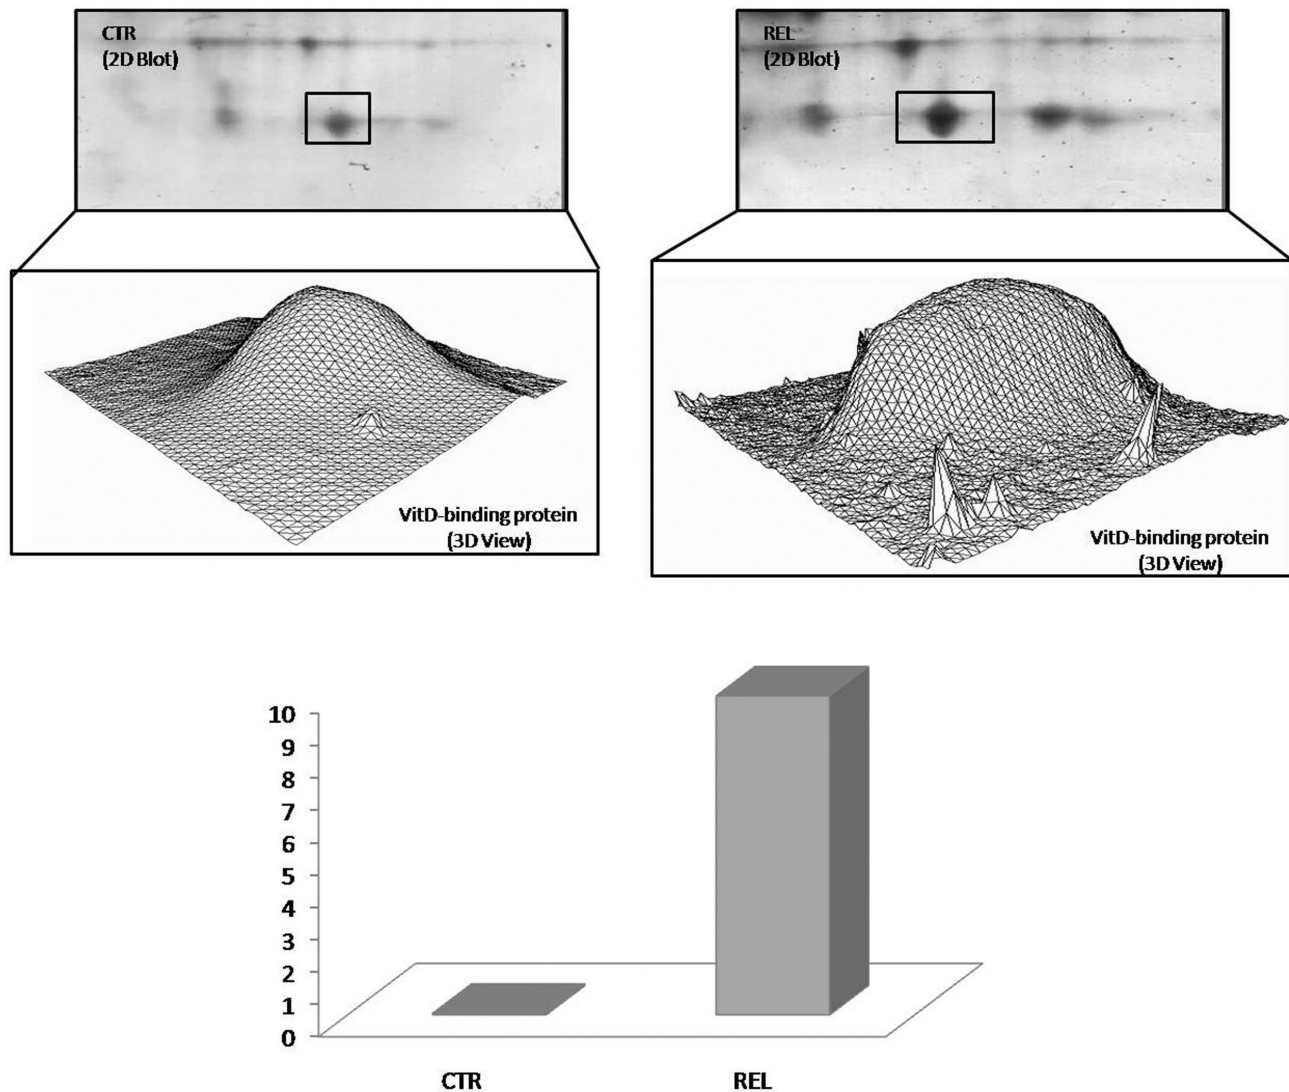 CTR
(2D Blot)
REL
(2D Blot)
VitD-binding protein
(3D View)
VitD-binding protein
(3D View)
10
9
8
7
6
5
4
3
2
1
0
CTR
REL